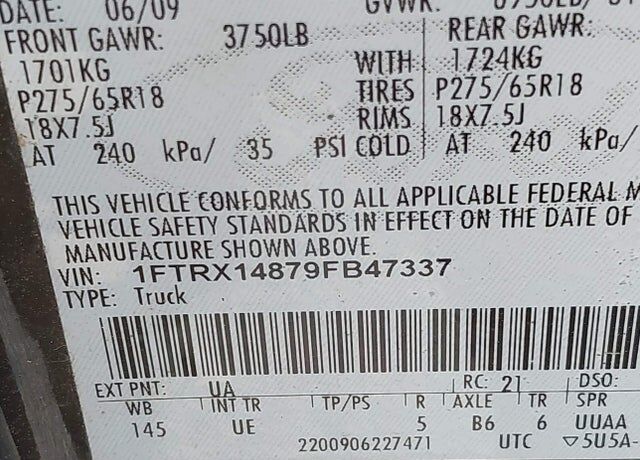 DATE: 06/09 GVWR:
FRONT GAWR: 3750LB REAR GAWR:
1701KG WITH 1724KG
P275/65R18 TIRES P275/65R18
18X7.5J RIMS 18X7.5J
AT 240 kPa/ 35 PSI COLD AT 240 kPa/
THIS VEHICLE CONFORMS TO ALL APPLICABLE FEDERAL M
VEHICLE SAFETY STANDARDS IN EFFECT ON THE DATE OF
MANUFACTURE SHOWN ABOVE.
VIN: 1FTRX14879FB47337
TYPE: Truck
EXT PNT: UA RC: 21 DSO:
WB INT TR TP/PS R AXLE TR SPR
145 UE 5 B6 6 UUAA
2200906227471 UTC ▽5U5A-